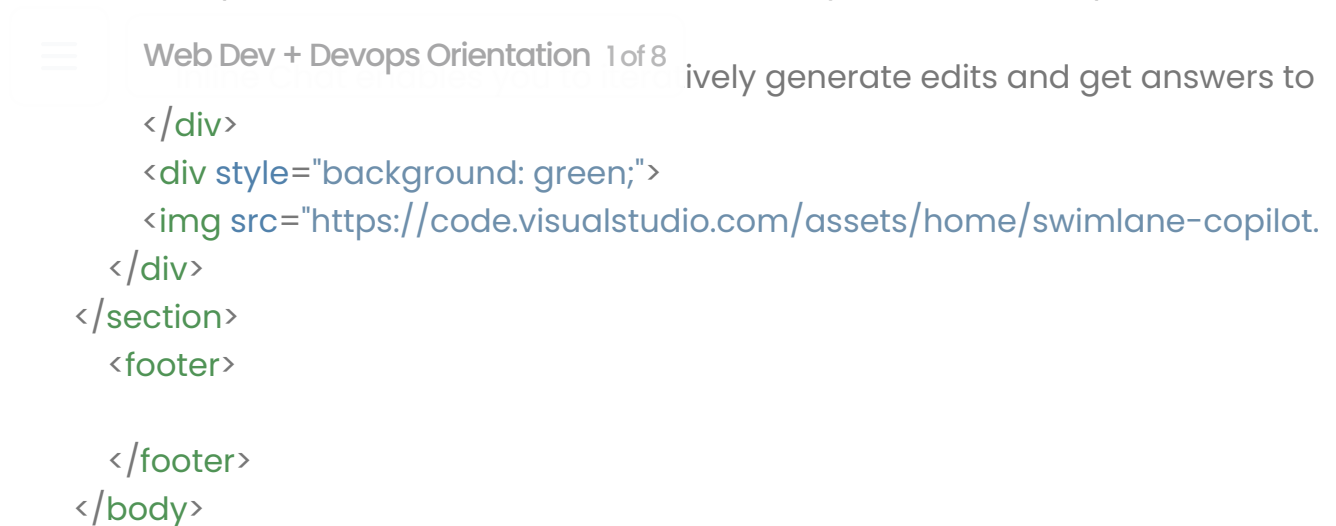 Web Dev + Devops Orientation 1 of 8
ively generate edits and get answers to
</div>
<div style="background: green;">
<img src="https://code.visualstudio.com/assets/home/swimlane-copilot.
</div>
</section>
<footer>
</footer>
</body>